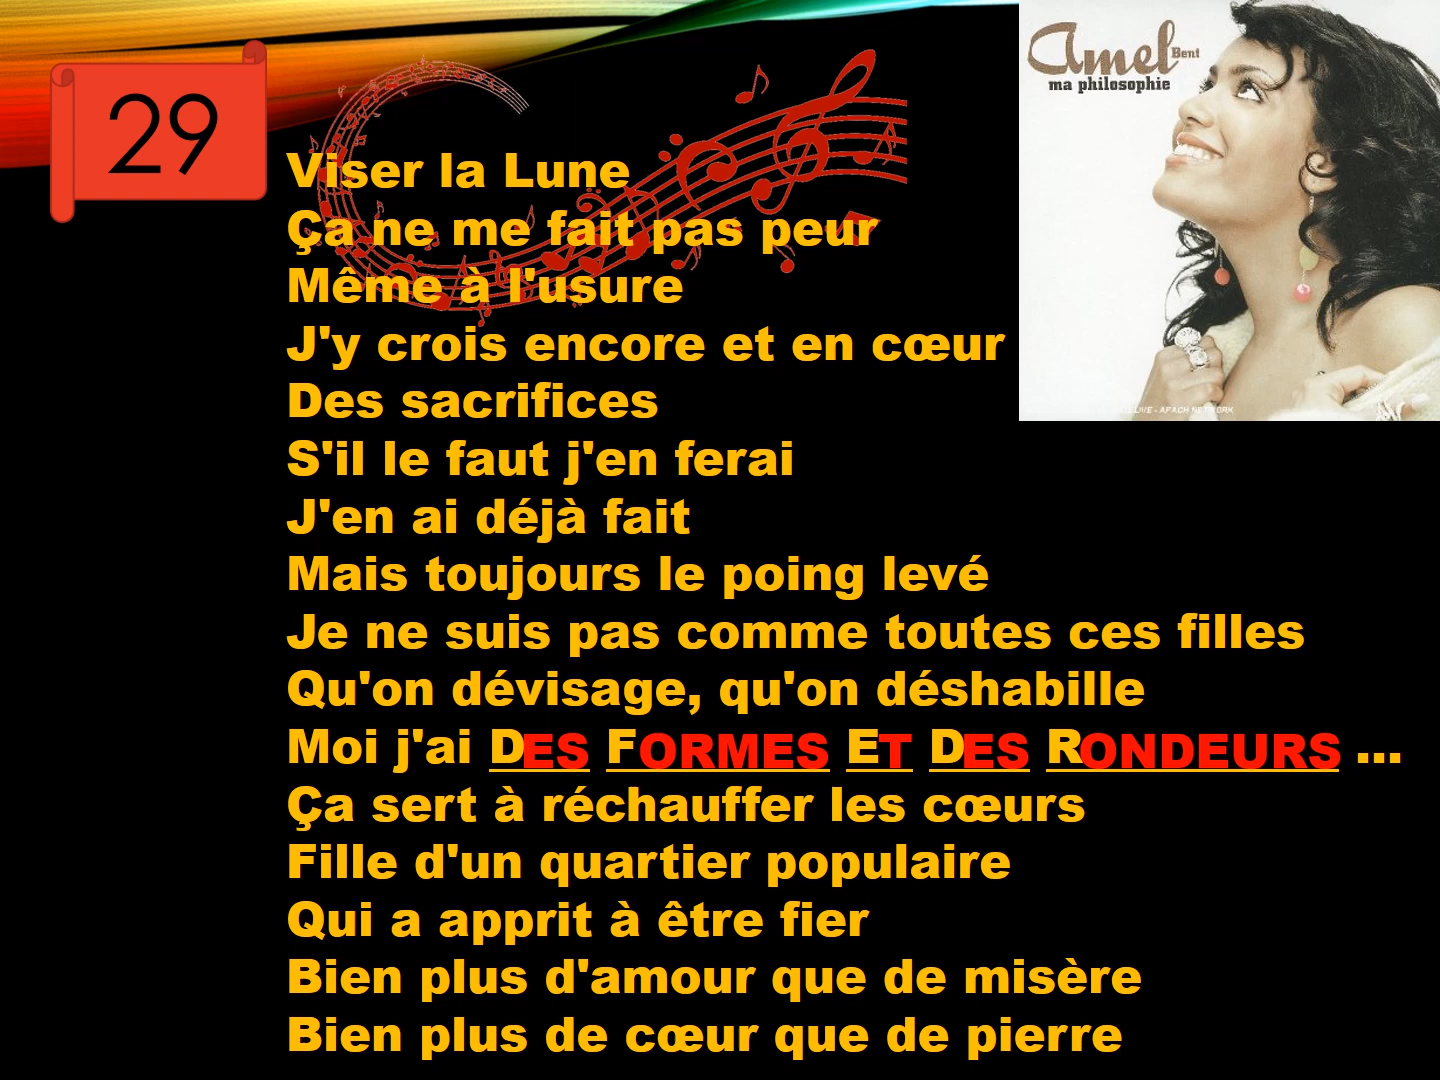 29
Amel Bent
ma philosophie
Viser la Lune
Ça ne me fait pas peur
Même à l'usure
J'y crois encore et en cœur
Des sacrifices
S'il le faut j'en ferai
J'en ai déjà fait
Mais toujours le poing levé
Je ne suis pas comme toutes ces filles
Qu'on dévisage, qu'on déshabille
Moi j'ai DES FORMES ET DES RONDEURS ...
Ça sert à réchauffer les cœurs
Fille d'un quartier populaire
Qui a apprit à être fier
Bien plus d'amour que de misère
Bien plus de cœur que de pierre